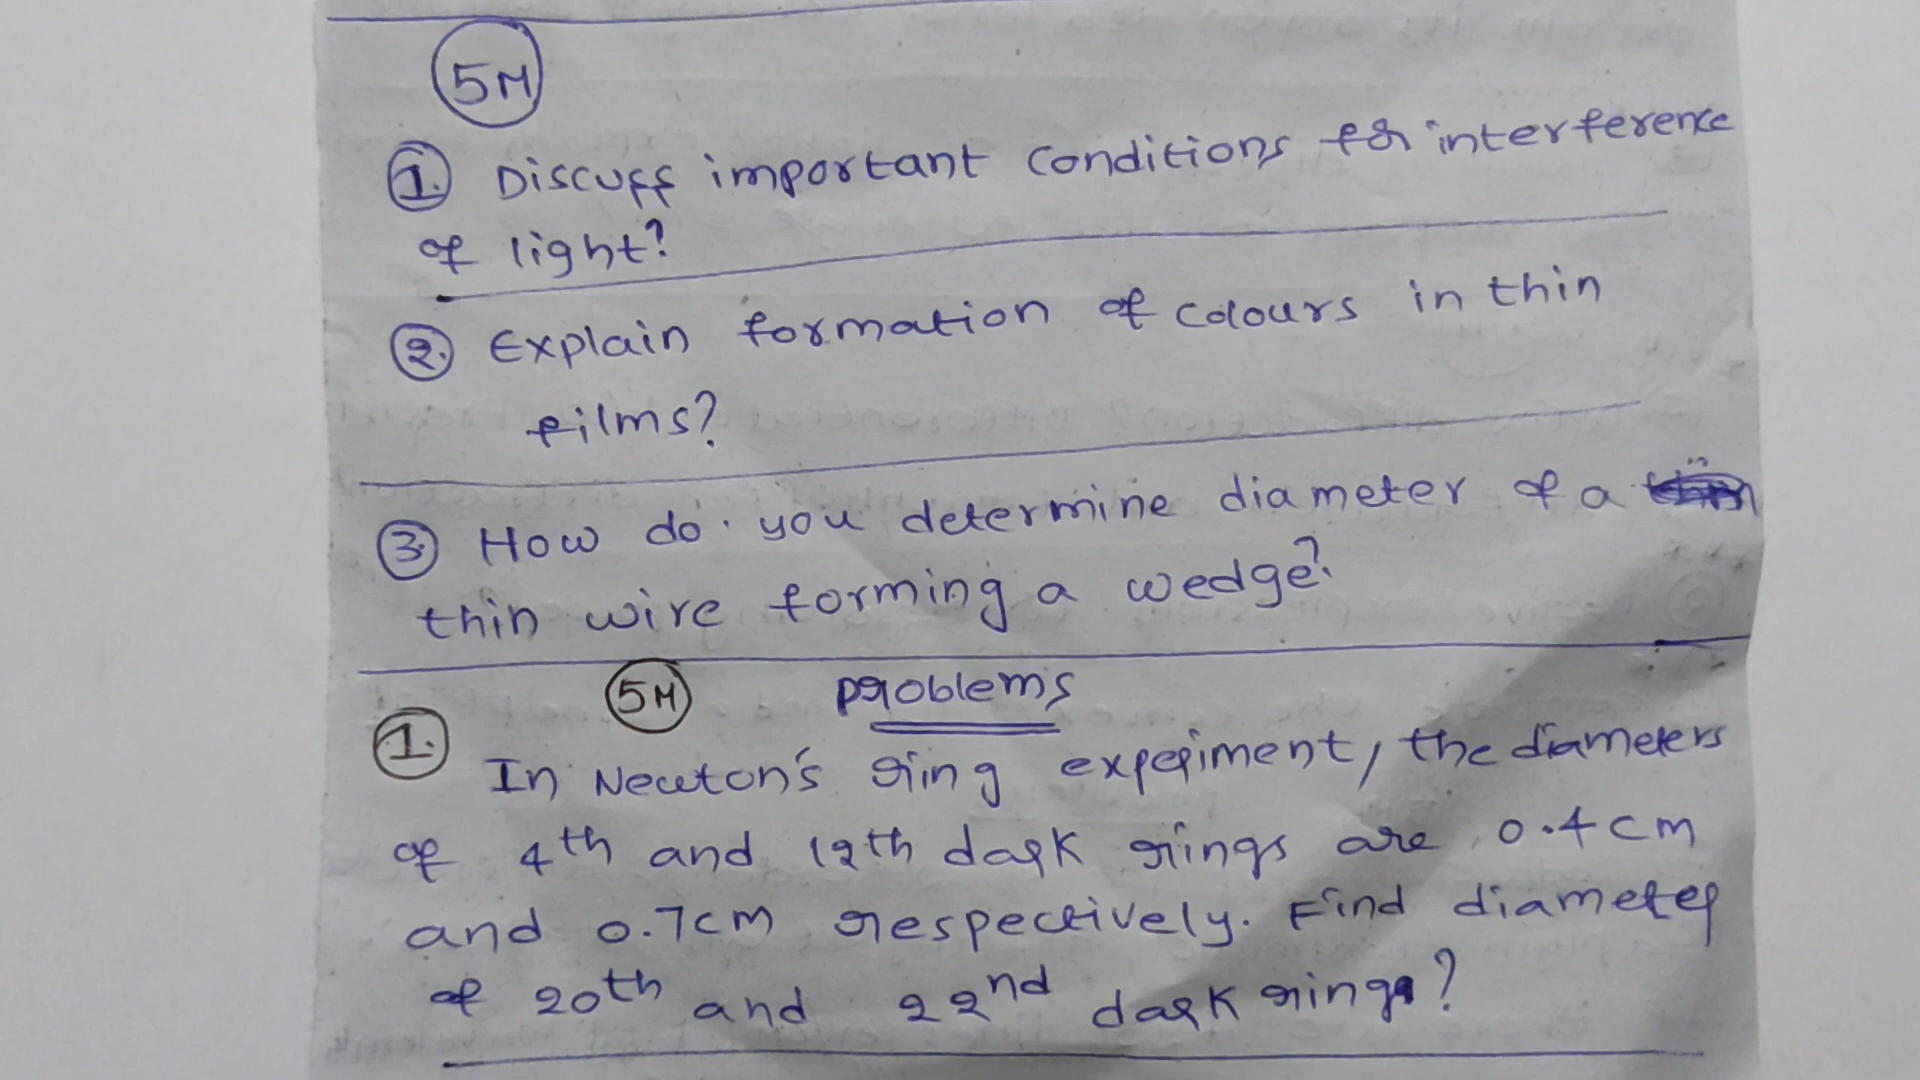 5M
1. Discuss important conditions for interference
of light?
2. Explain formation of colours in thin
films?
3. How do you determine diameter of a
thin wire forming a wedge?
5M problems
1. In Newton's ring experiment, the diameters
of 4th and 12th dark rings are 0.4cm
and 0.7cm respectively. Find diameter
of 20th and 22nd dark rings?